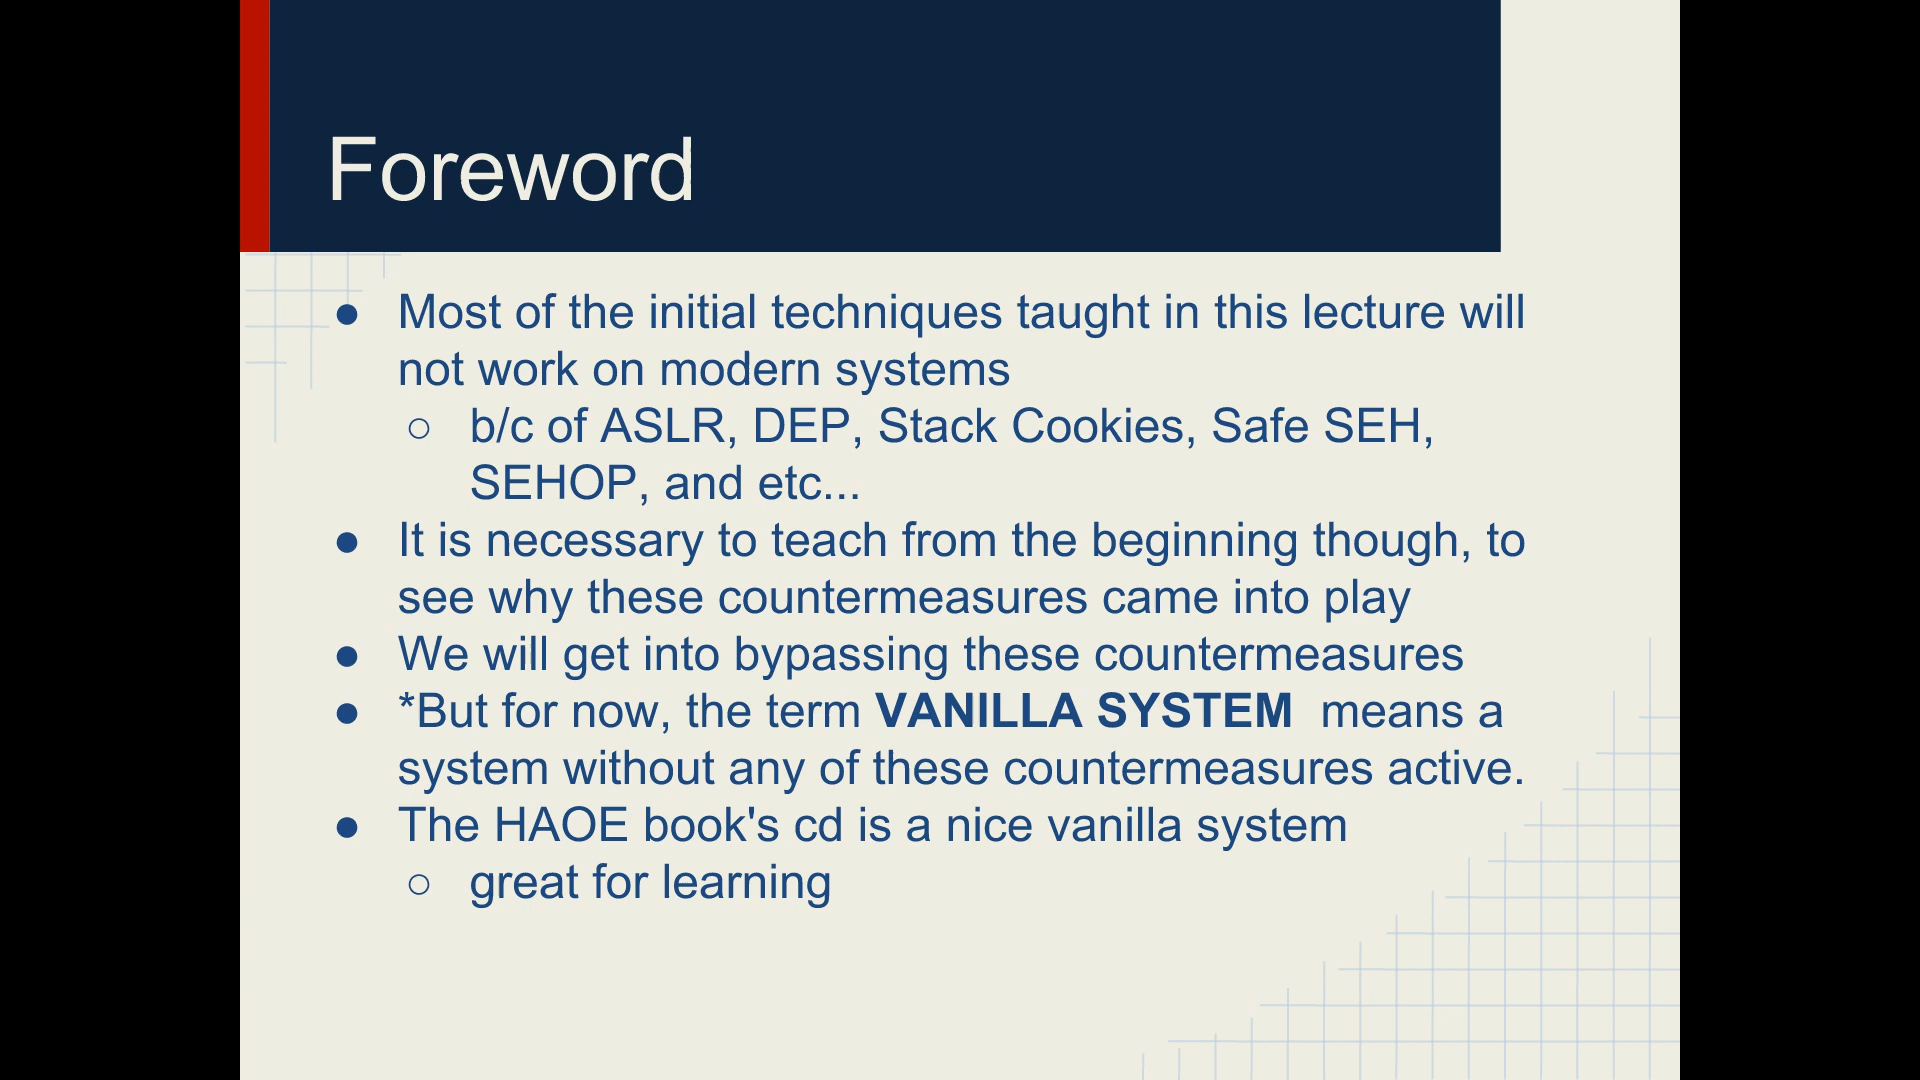 Foreword
● Most of the initial techniques taught in this lecture will
not work on modern systems
○ b/c of ASLR, DEP, Stack Cookies, Safe SEH,
SEHOP, and etc...
● It is necessary to teach from the beginning though, to
see why these countermeasures came into play
● We will get into bypassing these countermeasures
● *But for now, the term VANILLA SYSTEM  means a
system without any of these countermeasures active.
● The HAOE book's cd is a nice vanilla system
○ great for learning